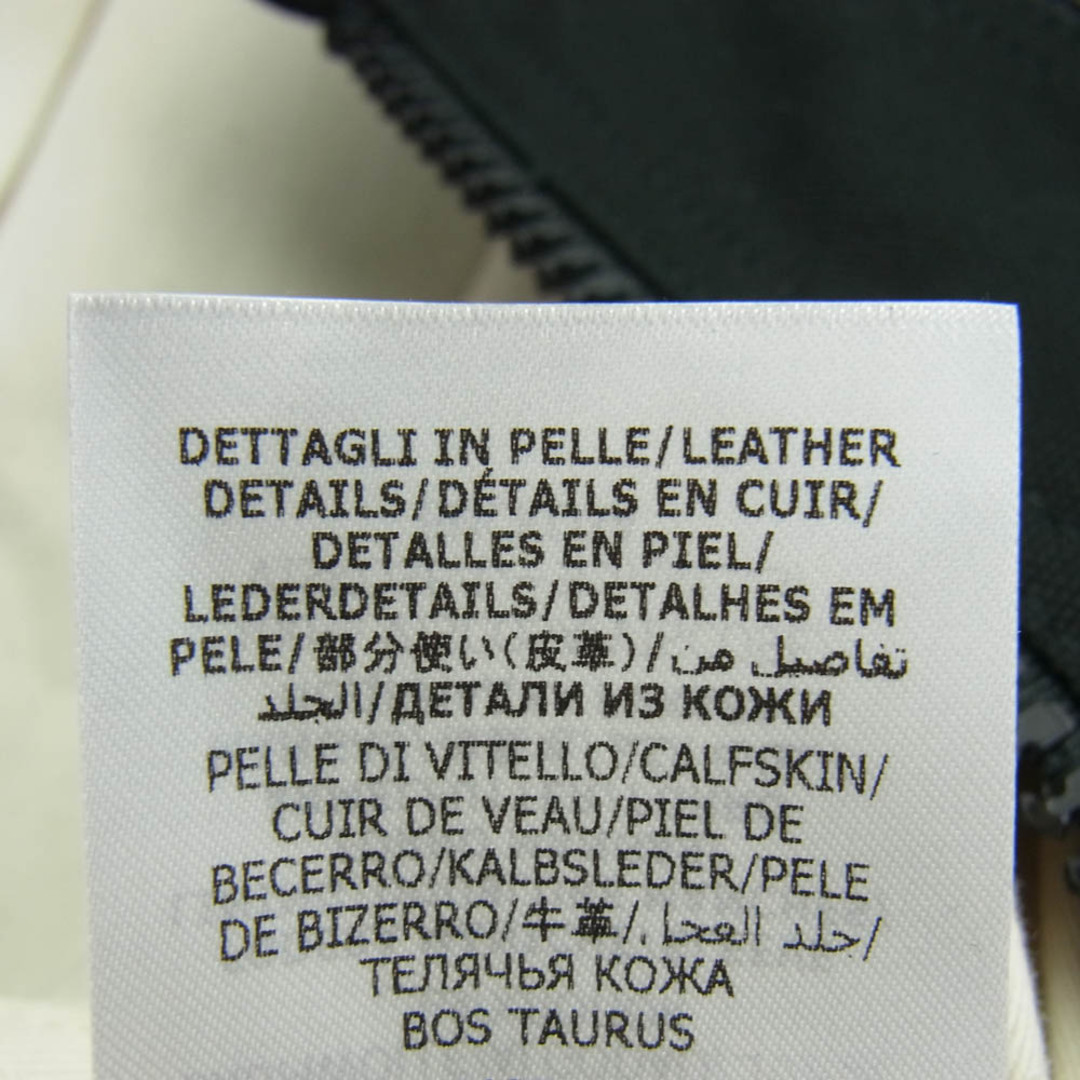 DETTAGLI IN PELLE/LEATHER
DETAILS/DÉTAILS EN CUIR/
DETALLES EN PIEL/
LEDERDETAILS/DETALHES EM
PELE/部分使い(皮革)/تفاصيل من
الجلد/ДЕТАЛИ ИЗ КОЖИ
PELLE DI VITELLO/CALFSKIN/
CUIR DE VEAU/PIEL DE
BECERRO/KALBSLEDER/PELE
DE BIZERRO/牛革/جلد العجل/
ТЕЛЯЧЬЯ КОЖА
BOS TAURUS